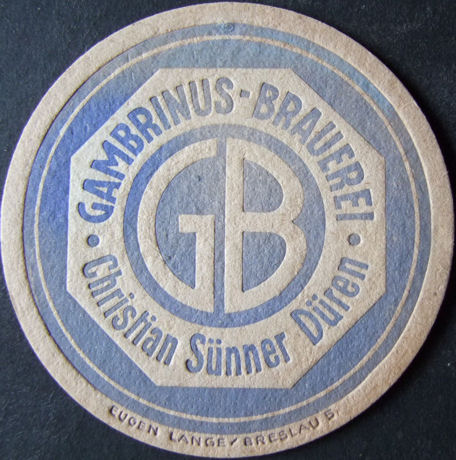 GAMBRINUS-BRAUEREI
GB
• Christian Sünner Düren •
EUGEN LANGE/BRESLAU 5.